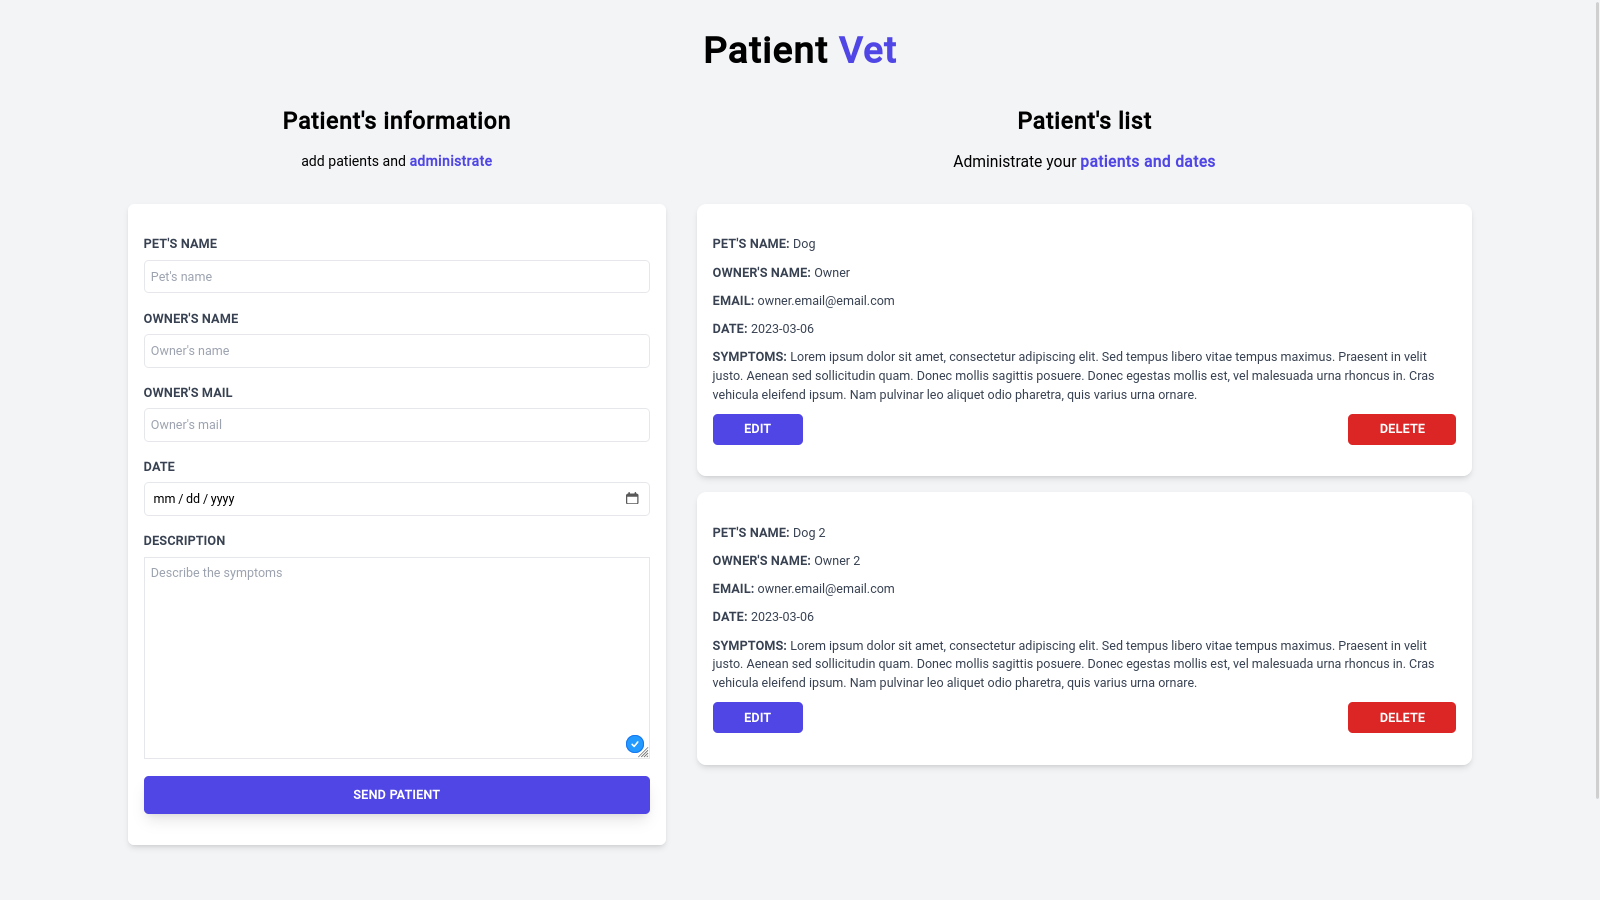 Patient Vet
Patient's information
add patients and administrate
PET'S NAME
Pet's name
OWNER'S NAME
Owner's name
OWNER'S MAIL
Owner's mail
DATE
mm / dd / yyyy
DESCRIPTION
Describe the symptoms
SEND PATIENT
Patient's list
Administrate your patients and dates
PET'S NAME: Dog
OWNER'S NAME: Owner
EMAIL: owner.email@email.com
DATE: 2023-03-06
SYMPTOMS: Lorem ipsum dolor sit amet, consectetur adipiscing elit. Sed tempus libero vitae tempus maximus. Praesent in velit
justo. Aenean sed sollicitudin quam. Donec mollis sagittis posuere. Donec egestas mollis est, vel malesuada urna rhoncus in. Cras
vehicula eleifend ipsum. Nam pulvinar leo aliquet odio pharetra, quis varius urna ornare.
EDIT
DELETE
PET'S NAME: Dog 2
OWNER'S NAME: Owner 2
EMAIL: owner.email@email.com
DATE: 2023-03-06
SYMPTOMS: Lorem ipsum dolor sit amet, consectetur adipiscing elit. Sed tempus libero vitae tempus maximus. Praesent in velit
justo. Aenean sed sollicitudin quam. Donec mollis sagittis posuere. Donec egestas mollis est, vel malesuada urna rhoncus in. Cras
vehicula eleifend ipsum. Nam pulvinar leo aliquet odio pharetra, quis varius urna ornare.
EDIT
DELETE